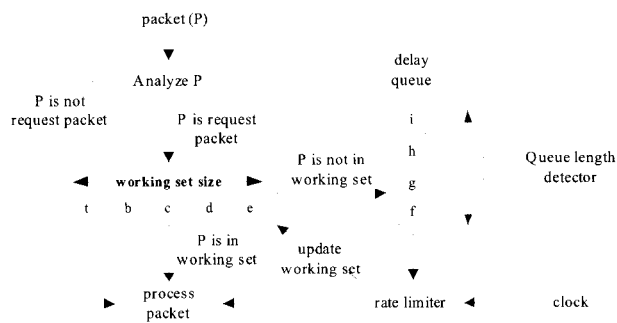 packet (P)
Analyze P
delay
queue
P is not
request packet
P is request
packet
i
h
g
f
P is not in
working set
Queue length
detector
working set size
t b c d e
P is in
working set
update
working set
process
packet
rate limiter
clock